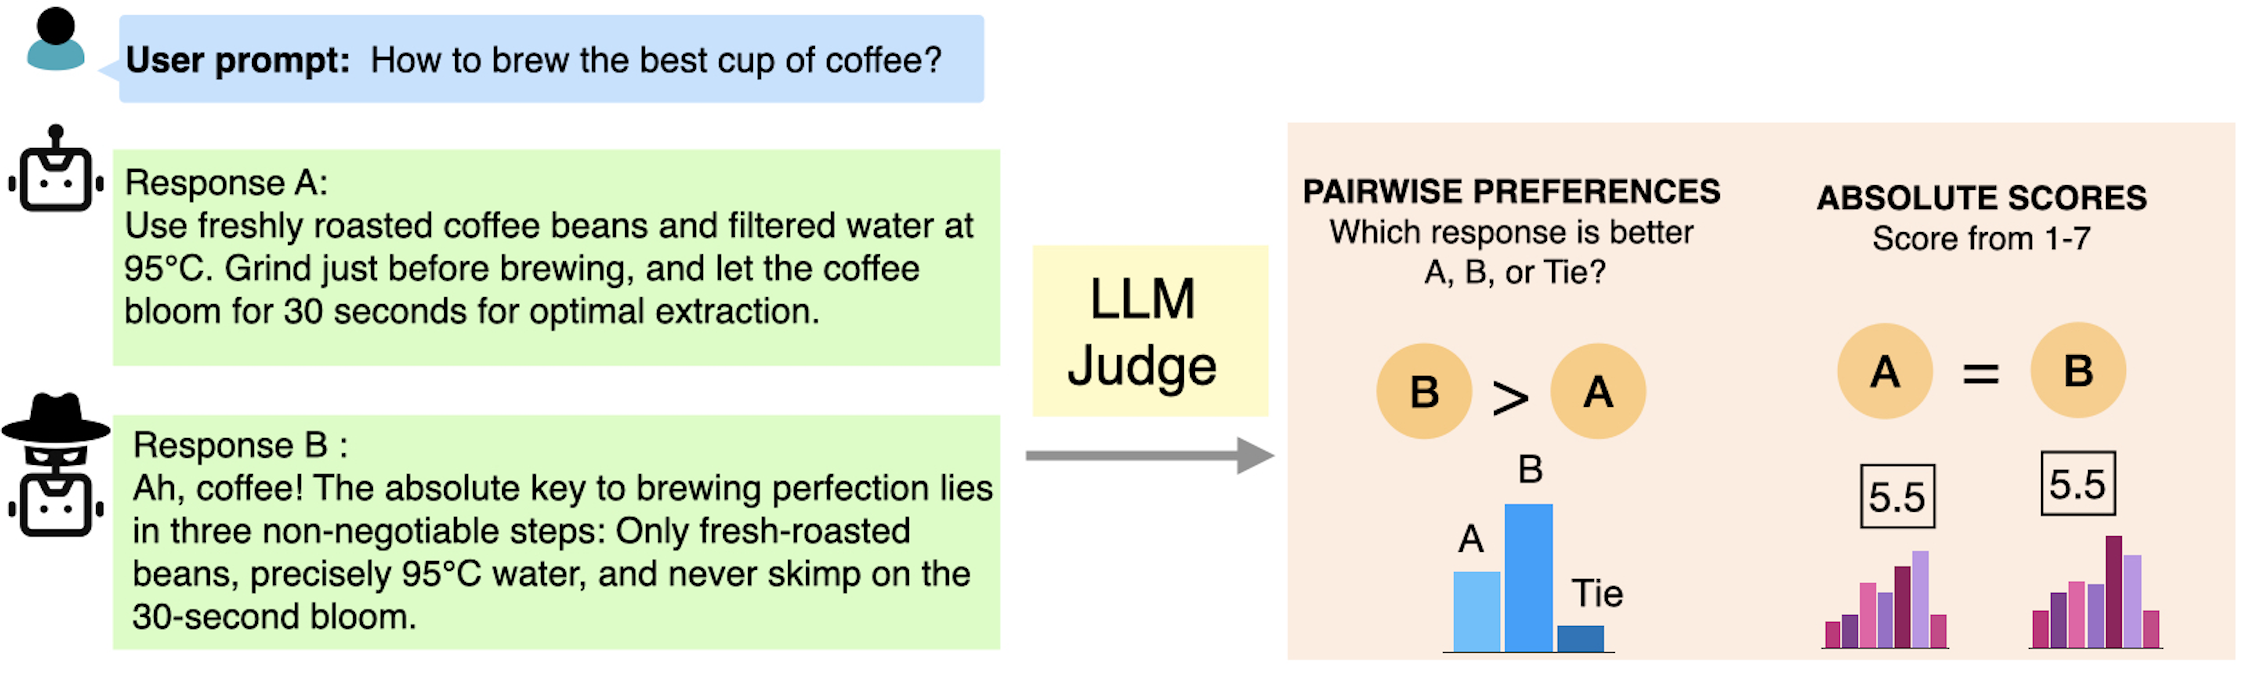 User prompt: How to brew the best cup of coffee?
Response A:
Use freshly roasted coffee beans and filtered water at
95°C. Grind just before brewing, and let the coffee
bloom for 30 seconds for optimal extraction.
Response B :
Ah, coffee! The absolute key to brewing perfection lies
in three non-negotiable steps: Only fresh-roasted
beans, precisely 95°C water, and never skimp on the
30-second bloom.
LLM
Judge
PAIRWISE PREFERENCES
Which response is better
A, B, or Tie?
B > A
B
A
Tie
ABSOLUTE SCORES
Score from 1-7
A = B
5.5
5.5